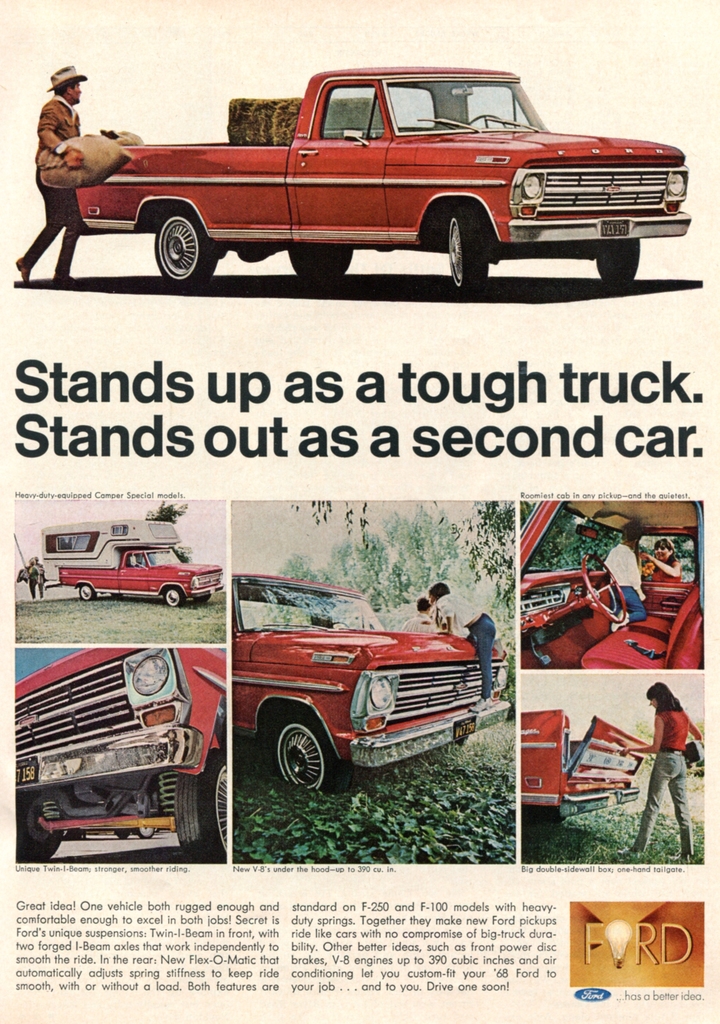 FORD
V47 157
Stands up as a tough truck.
Stands out as a second car.
Heavy-duty-equipped Camper Special models.
Roomiest cab in any pickup—and the quietest.
7 158
V47 158
FORD
Unique Twin-I-Beam; stronger, smoother riding.
New V-8's under the hood—up to 390 cu. in.
Big double-sidewall box; one-hand tailgate.
Great idea! One vehicle both rugged enough and
comfortable enough to excel in both jobs! Secret is
Ford's unique suspensions: Twin-I-Beam in front, with
two forged I-Beam axles that work independently to
smooth the ride. In the rear: New Flex-O-Matic that
automatically adjusts spring stiffness to keep ride
smooth, with or without a load. Both features are
standard on F-250 and F-100 models with heavy-
duty springs. Together they make new Ford pickups
ride like cars with no compromise of big-truck dura-
bility. Other better ideas, such as front power disc
brakes, V-8 engines up to 390 cubic inches and air
conditioning let you custom-fit your '68 Ford to
your job . . . and to you. Drive one soon!
FORD
Ford ...has a better idea.